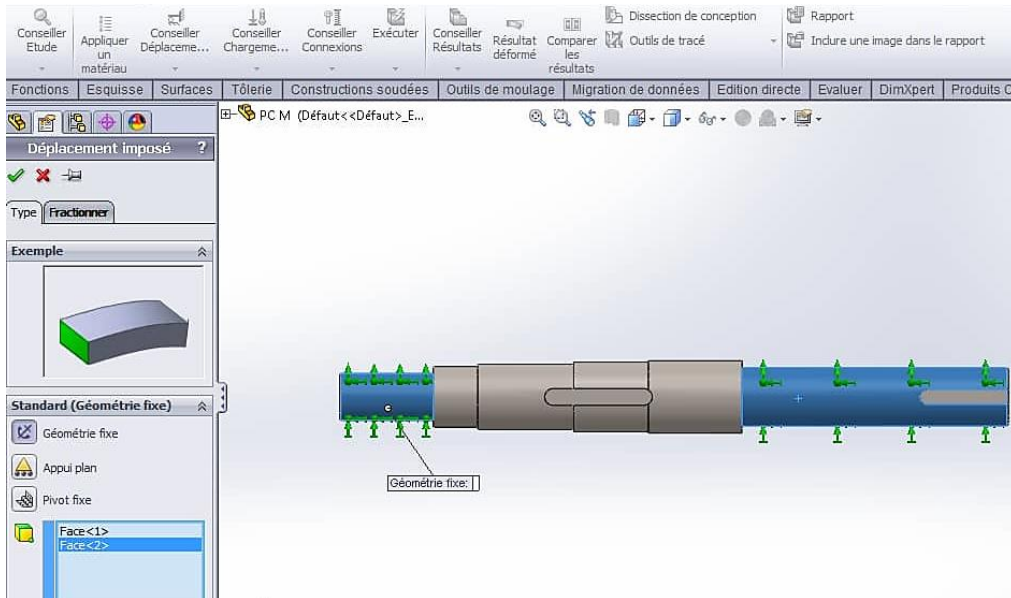 Conseiller Etude
Appliquer un matériau
Conseiller Déplaceme...
Conseiller Chargeme...
Conseiller Connexions
Exécuter
Conseiller Résultats
Résultat déformé
Comparer les résultats
Dissection de conception
Outils de tracé
Rapport
Inclure une image dans le rapport
Fonctions Esquisse Surfaces Tôlerie Constructions soudées Outils de moulage Migration de données Edition directe Evaluer DimXpert Produits
PC M (Défaut<<Défaut>_E...
Déplacement imposé ?
Type Fractionner
Exemple
Standard (Géométrie fixe)
Géométrie fixe
Appui plan
Pivot fixe
Face<1>
Face<2>
Géométrie fixe: